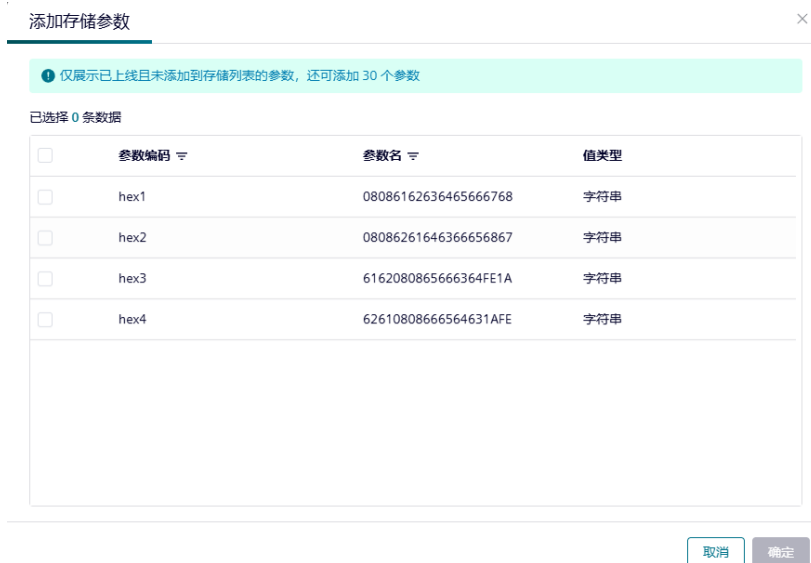 添加存储参数
仅展示已上线且未添加到存储列表的参数，还可添加 30 个参数
已选择 0 条数据
参数编码 参数名 值类型
hex1 08086162636465666768 字符串
hex2 08086261646366656867 字符串
hex3 6162080865666364FE1A 字符串
hex4 62610808666564631AFE 字符串
取消 确定